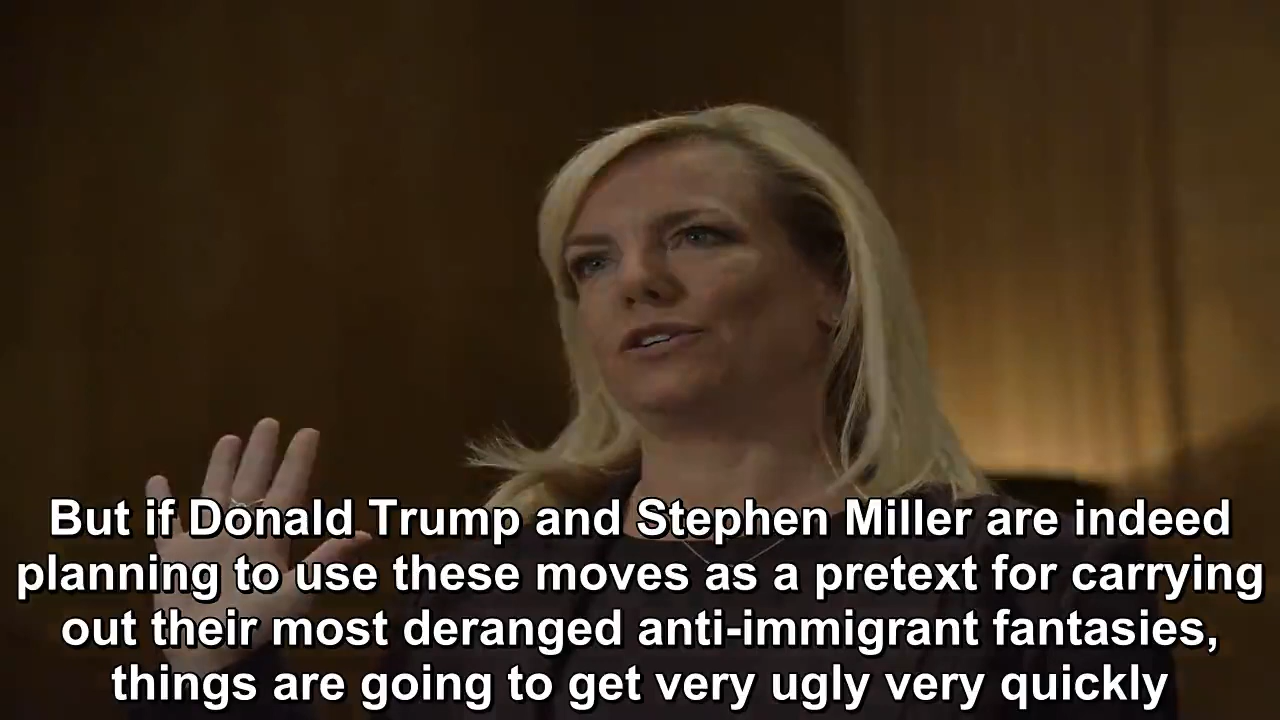 But if Donald Trump and Stephen Miller are indeed
planning to use these moves as a pretext for carrying
out their most deranged anti-immigrant fantasies,
things are going to get very ugly very quickly